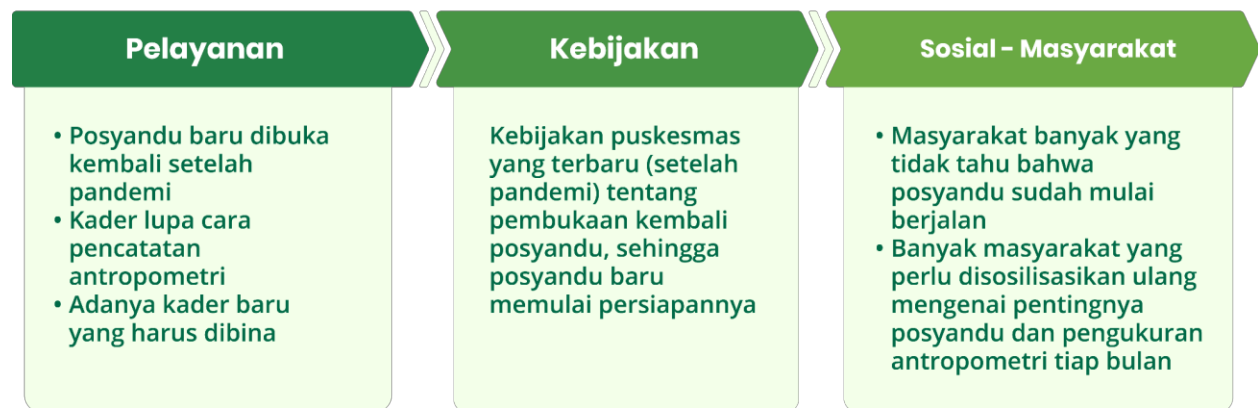 Pelayanan
• Posyandu baru dibuka
kembali setelah
pandemi
• Kader lupa cara
pencatatan
antropometri
• Adanya kader baru
yang harus dibina
Kebijakan
Kebijakan puskesmas
yang terbaru (setelah
pandemi) tentang
pembukaan kembali
posyandu, sehingga
posyandu baru
memulai persiapannya
Sosial - Masyarakat
• Masyarakat banyak yang
tidak tahu bahwa
posyandu sudah mulai
berjalan
• Banyak masyarakat yang
perlu disosilisasikan ulang
mengenai pentingnya
posyandu dan pengukuran
antropometri tiap bulan